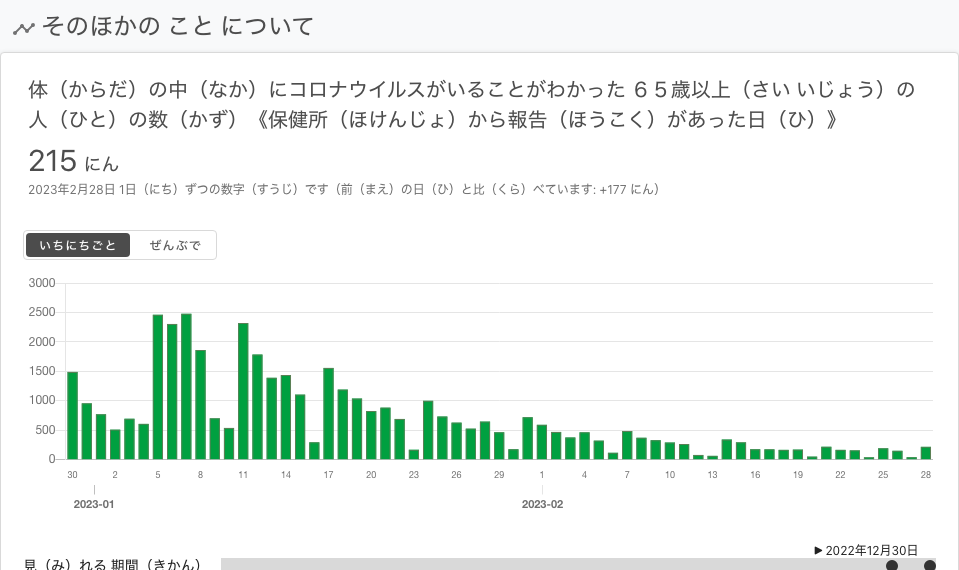 そのほかの こと について
体（からだ）の中（なか）にコロナウイルスがいることがわかった ６５歳以上（さい いじょう）の
人（ひと）の数（かず）《保健所（ほけんじょ）から報告（ほうこく）があった日（ひ）》
215 にん
2023年2月28日 1日（にち）ずつの数字（すうじ）です（前（まえ）の日（ひ）と比（くら）べています: +177 にん）
いちにちごと ぜんぶで
3000
2500
2000
1500
1000
500
0
30 2 5 8 11 14 17 20 23 26 29 1 4 7 10 13 16 19 22 25 28
2023-01 2023-02
▶ 2022年12月30日
見（み）れる 期間（きかん）